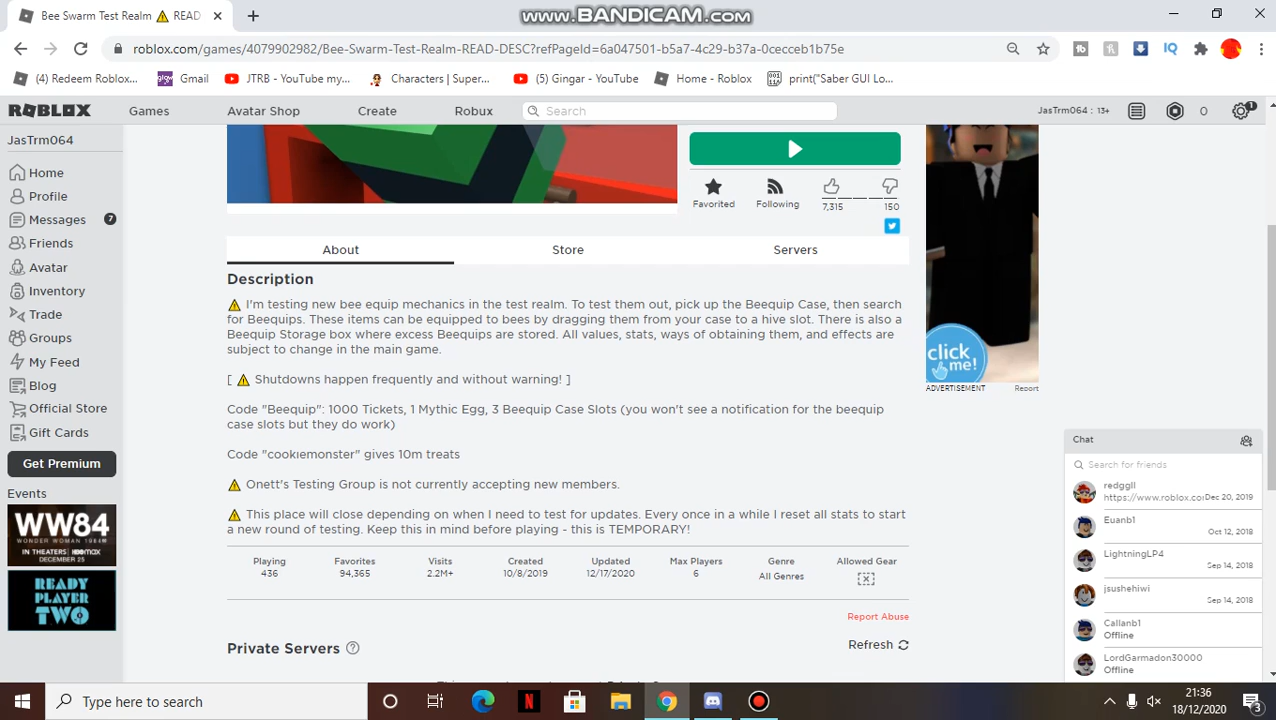 www.BANDICAM.com
Bee Swarm Test Realm ⚠ READ
roblox.com/games/4079902982/Bee-Swarm-Test-Realm-READ-DESC?refPageId=6a047501-b5a7-4c29-b37a-0cecceb1b75e
(4) Redeem Roblox...
Gmail
JTRB - YouTube my...
Characters | Super...
(5) Gingar - YouTube
Home - Roblox
print("Saber GUI Lo...
ROBLOX
Games
Avatar Shop
Create
Robux
Search
JasTrm064 : 13+
0
1
JasTrm064
Home
Profile
Messages 7
Friends
Avatar
Inventory
Trade
Groups
My Feed
Blog
Official Store
Gift Cards
Get Premium
Events
WW84
WONDER WOMAN 1984
IN THEATERS | HBOMAX
DECEMBER 25
READY
PLAYER
TWO
Favorited
Following
7,315
150
About
Store
Servers
Description
⚠ I'm testing new bee equip mechanics in the test realm. To test them out, pick up the Beequip Case, then search
for Beequips. These items can be equipped to bees by dragging them from your case to a hive slot. There is also a
Beequip Storage box where excess Beequips are stored. All values, stats, ways of obtaining them, and effects are
subject to change in the main game.
[ ⚠ Shutdowns happen frequently and without warning! ]
Code "Beequip": 1000 Tickets, 1 Mythic Egg, 3 Beequip Case Slots (you won't see a notification for the beequip
case slots but they do work)
Code "cookiemonster" gives 10m treats
⚠ Onett's Testing Group is not currently accepting new members.
⚠ This place will close depending on when I need to test for updates. Every once in a while I reset all stats to start
a new round of testing. Keep this in mind before playing - this is TEMPORARY!
Playing
436
Favorites
94,365
Visits
2.2M+
Created
10/8/2019
Updated
12/17/2020
Max Players
6
Genre
All Genres
Allowed Gear
Report Abuse
Private Servers
Refresh
click
me!
ADVERTISEMENT
Report
Chat
Search for friends
redggll
https://www.roblox.cor Dec 20, 2019
Euanb1
Oct 12, 2018
LightningLP4
Sep 14, 2018
jsushehiwi
Sep 14, 2018
Callanb1
Offline
LordGarmadon30000
Offline
Type here to search
21:36
18/12/2020
3